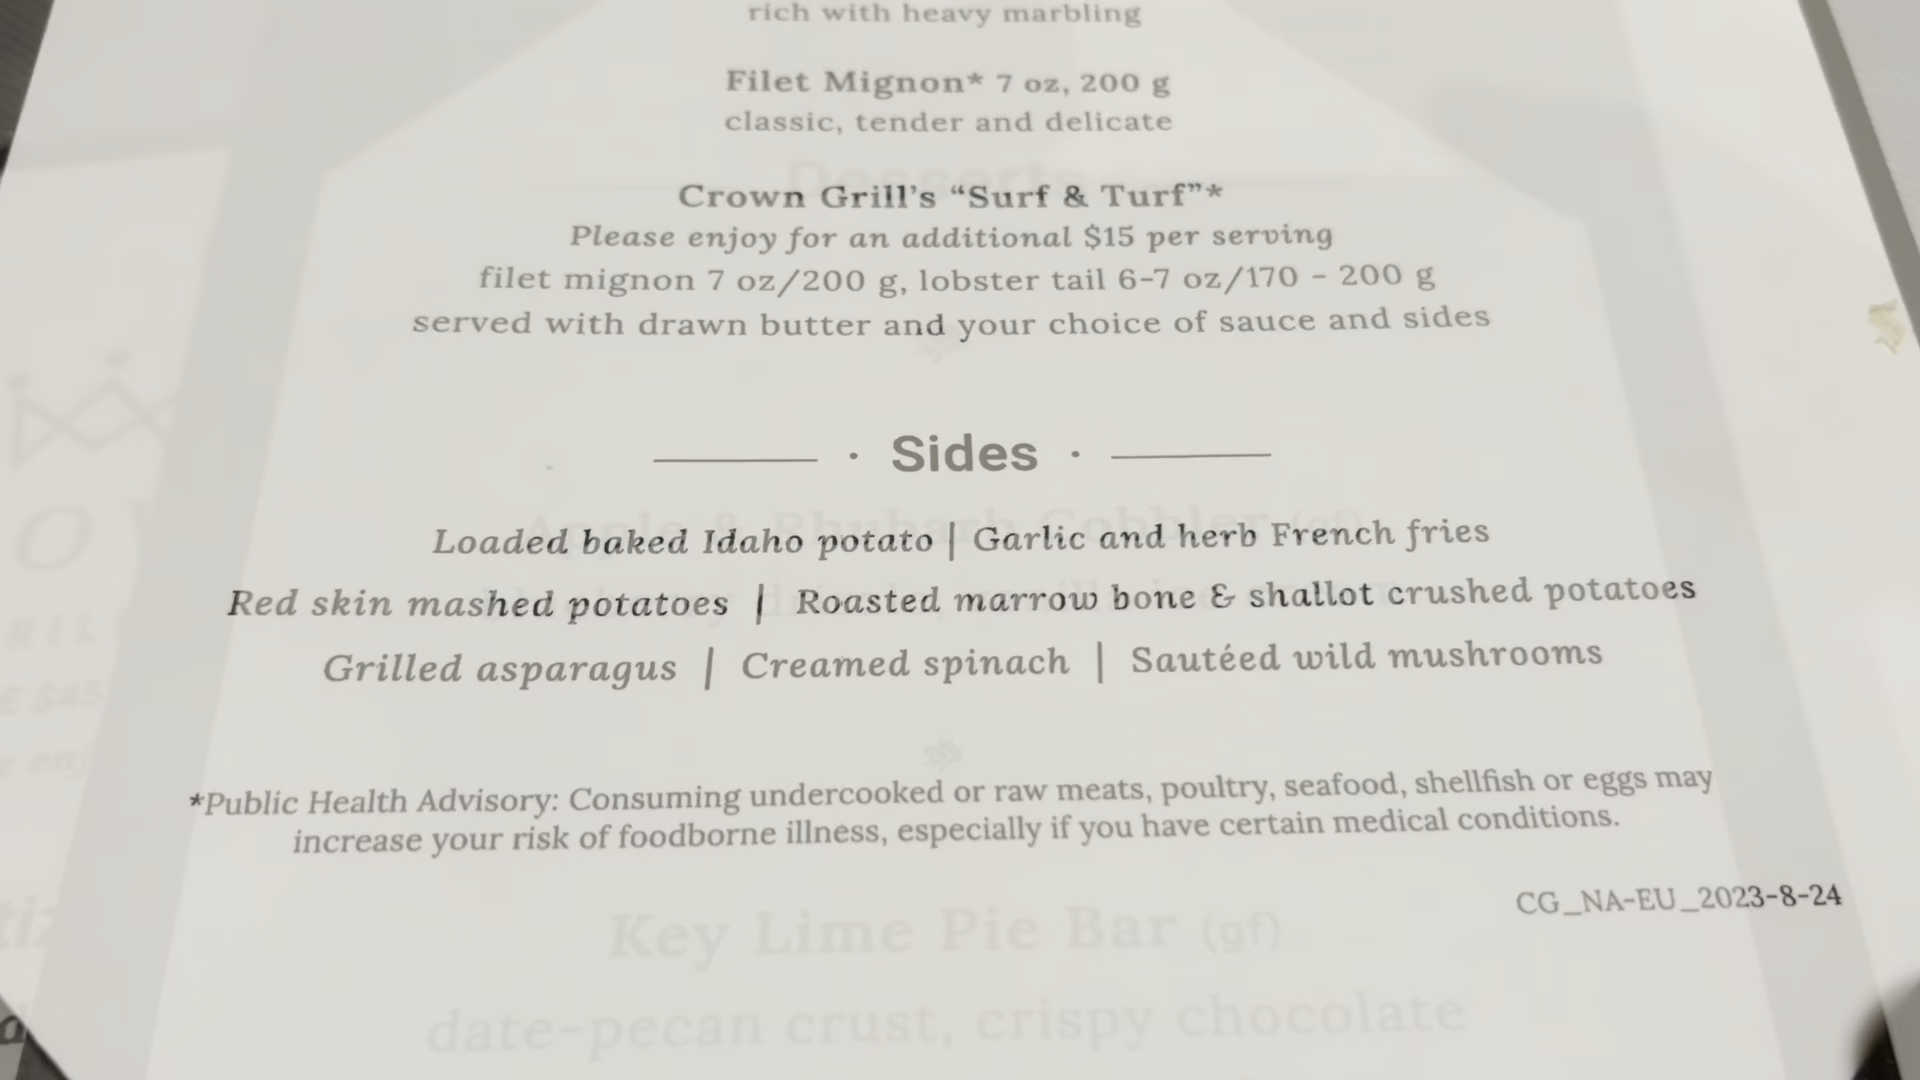 rich with heavy marbling
Filet Mignon* 7 oz, 200 g
classic, tender and delicate
Desserts
Crown Grill's “Surf & Turf”*
Please enjoy for an additional $15 per serving
filet mignon 7 oz/200 g, lobster tail 6-7 oz/170 - 200 g
served with drawn butter and your choice of sauce and sides
· Sides ·
Apple & Rhubarb Cobbler (gf)
Loaded baked Idaho potato | Garlic and herb French fries
Red skin mashed potatoes | Roasted marrow bone & shallot crushed potatoes
Grilled asparagus | Creamed spinach | Sautéed wild mushrooms
*Public Health Advisory: Consuming undercooked or raw meats, poultry, seafood, shellfish or eggs may
increase your risk of foodborne illness, especially if you have certain medical conditions.
CG_NA-EU_2023-8-24
Key Lime Pie Bar (gf)
date-pecan crust, crispy chocolate